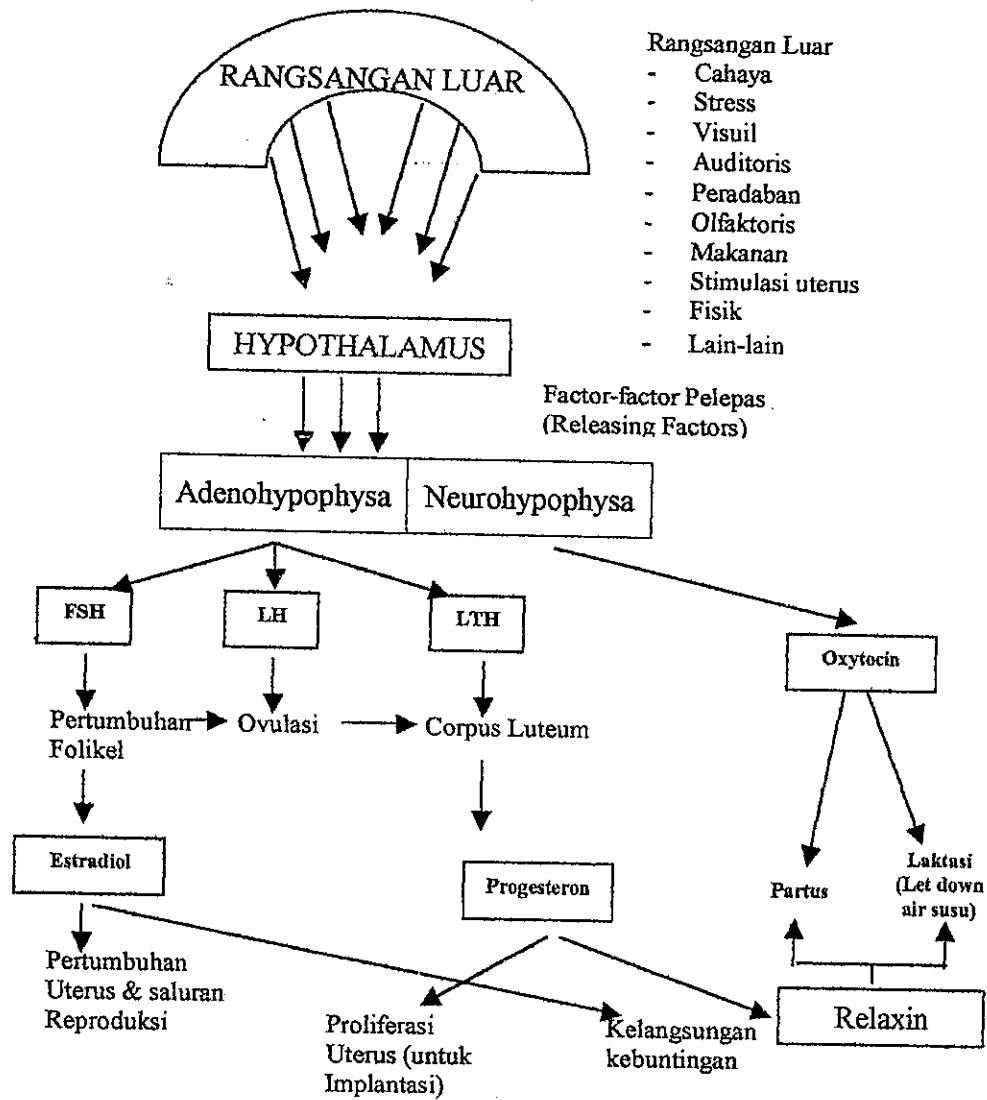 RANGSANGAN LUAR
Rangsangan Luar
- Cahaya
- Stress
- Visuil
- Auditoris
- Peradaban
- Olfaktoris
- Makanan
- Stimulasi uterus
- Fisik
- Lain-lain
HYPOTHALAMUS
Factor-factor Pelepas
(Releasing Factors)
Adenohypophysa
Neurohypophysa
FSH
LH
LTH
Oxytocin
Pertumbuhan
Folikel
Ovulasi
Corpus Luteum
Estradiol
Progesteron
Partus
Laktasi
(Let down
air susu)
Pertumbuhan
Uterus & saluran
Reproduksi
Proliferasi
Uterus (untuk
Implantasi)
Kelangsungan
kebuntingan
Relaxin